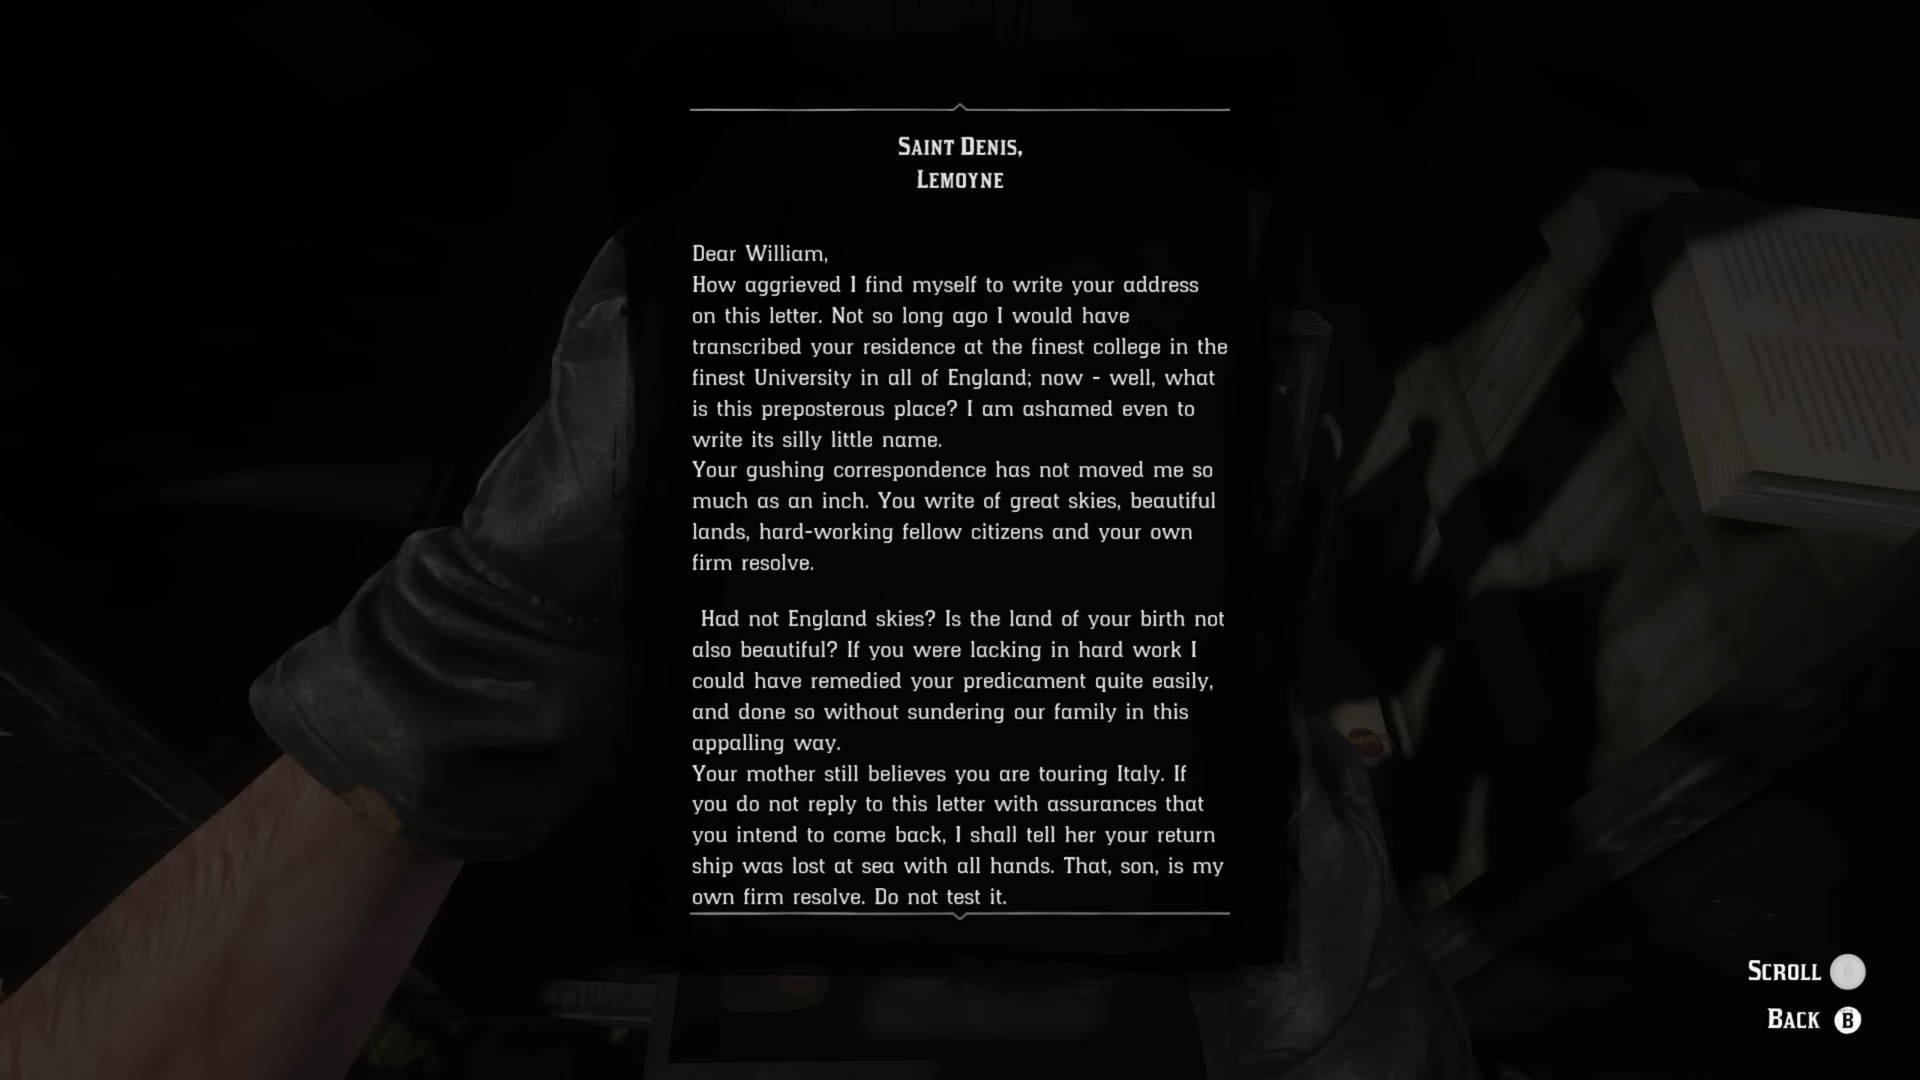 SAINT DENIS,
LEMOYNE
Dear William,
How aggrieved I find myself to write your address
on this letter. Not so long ago I would have
transcribed your residence at the finest college in the
finest University in all of England; now - well, what
is this preposterous place? I am ashamed even to
write its silly little name.
Your gushing correspondence has not moved me so
much as an inch. You write of great skies, beautiful
lands, hard-working fellow citizens and your own
firm resolve.
Had not England skies? Is the land of your birth not
also beautiful? If you were lacking in hard work I
could have remedied your predicament quite easily,
and done so without sundering our family in this
appalling way.
Your mother still believes you are touring Italy. If
you do not reply to this letter with assurances that
you intend to come back, I shall tell her your return
ship was lost at sea with all hands. That, son, is my
own firm resolve. Do not test it.
SCROLL
BACK B